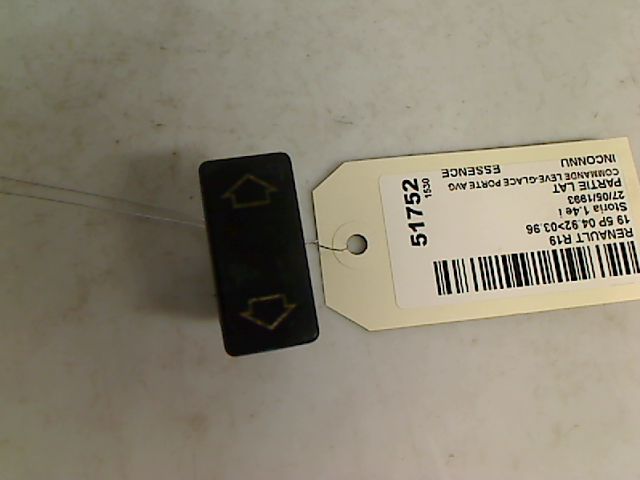 RENAULT R19
19 5P 04.92>03.96
Storia 1.4e i
27/05/1993
PARTIE LAT
COMMANDE LEVE-GLACE PORTE AVG
INCONNU
ESSENCE
51752
1530